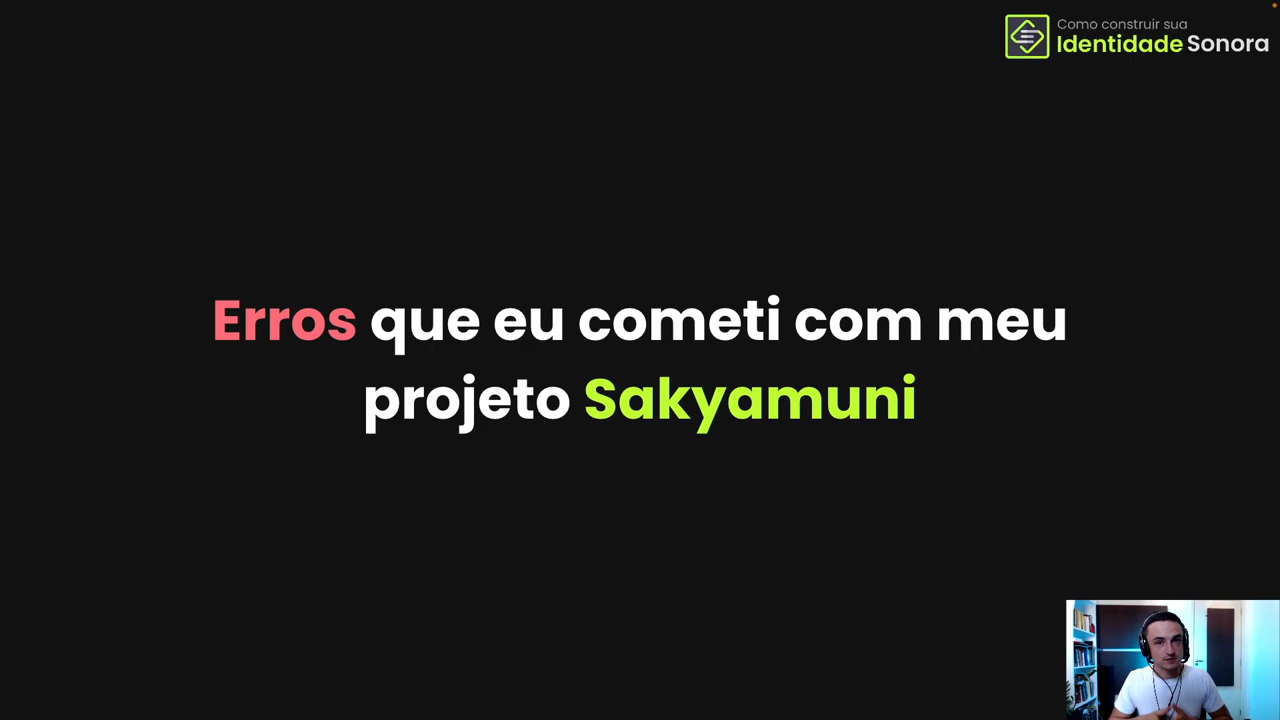 Como construir sua
Identidade Sonora
Erros que eu cometi com meu
projeto Sakyamuni